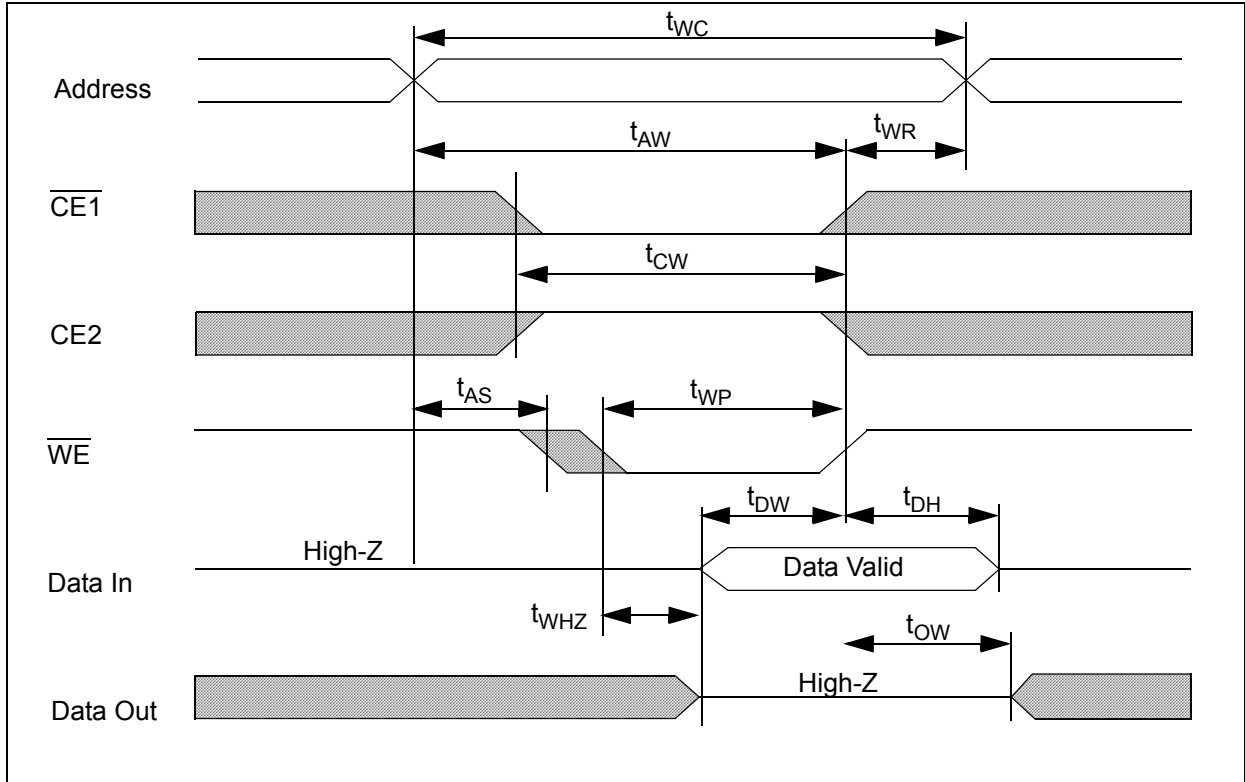 tWC
Address
tAW
tWR
CE1
tCW
CE2
tAS
tWP
WE
tDW
tDH
High-Z
Data Valid
Data In
tWHZ
tOW
High-Z
Data Out